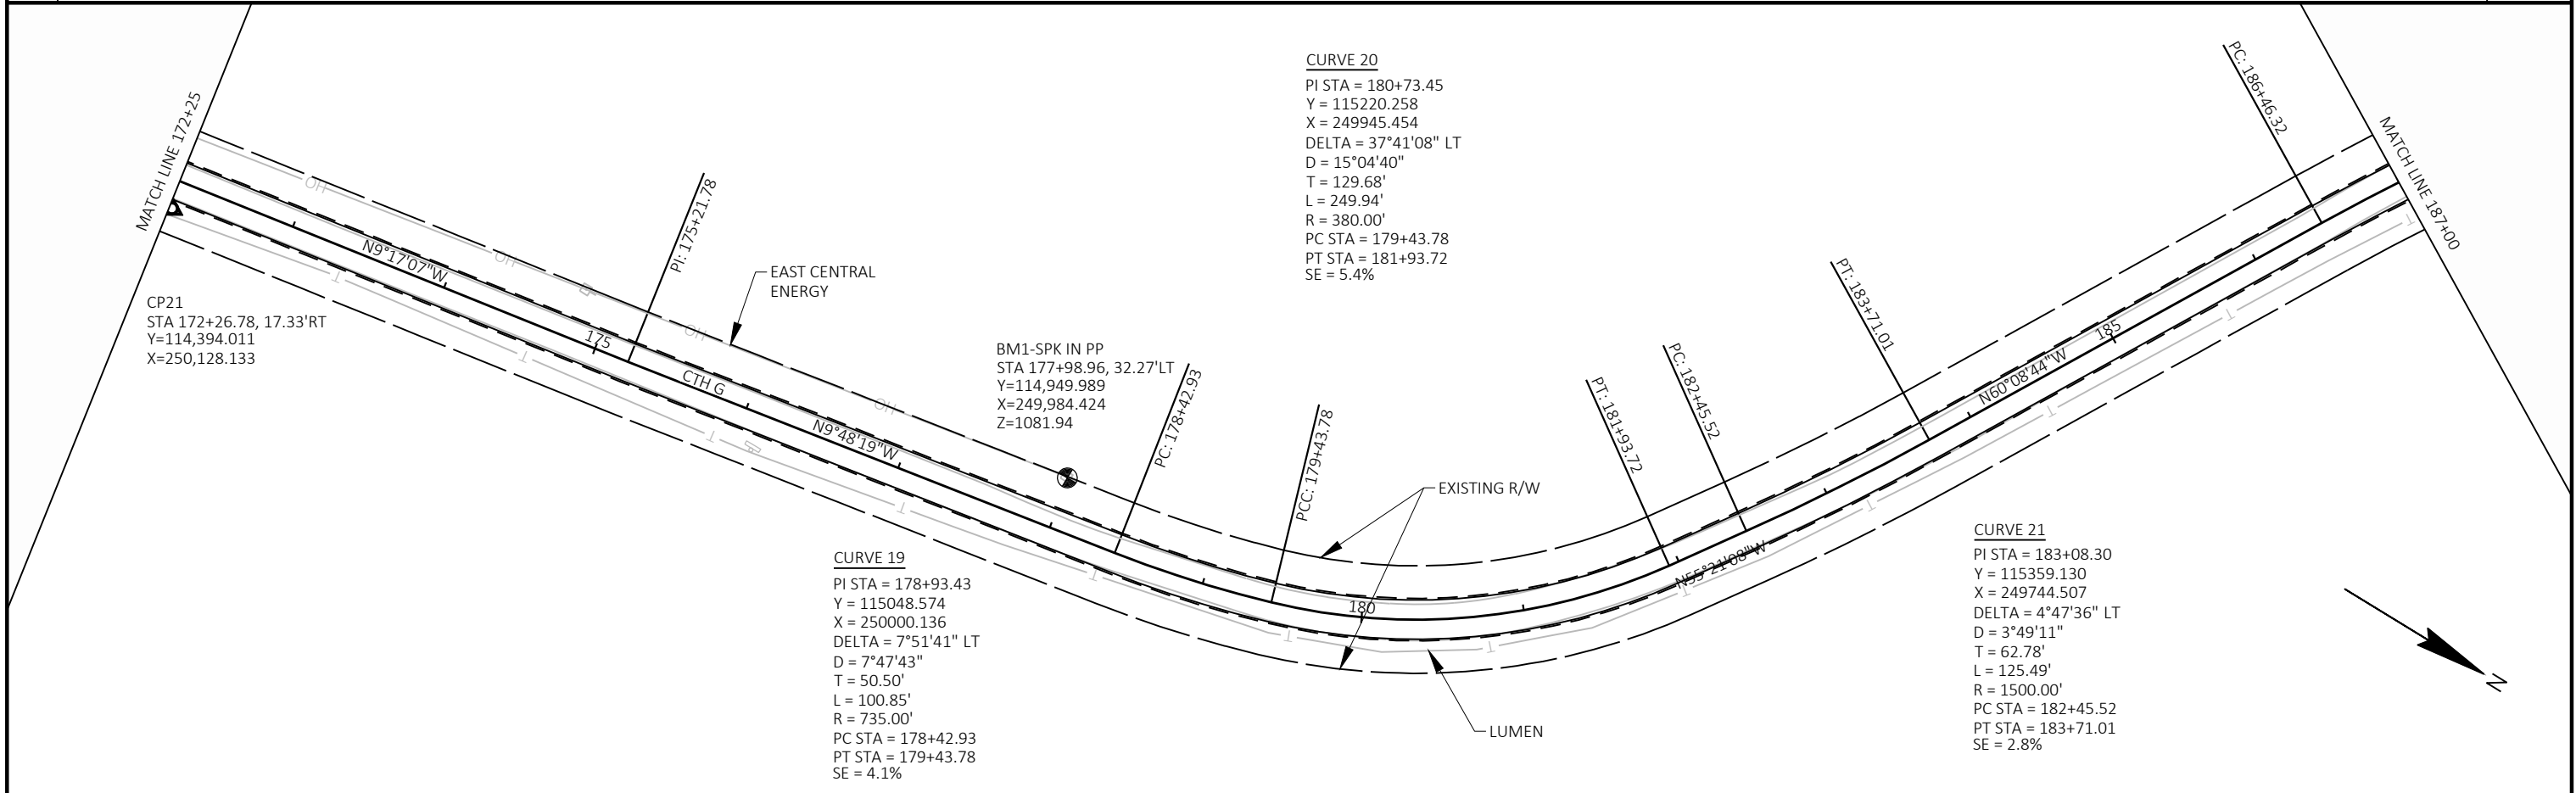 MATCH LINE 172+25
CP21
STA 172+26.78, 17.33'RT
Y=114,394.011
X=250,128.133
OH
N9°17'07"W
T
OH
175
T
PI: 175+21.78
OH
EAST CENTRAL
ENERGY
CTH G
T
N9°48'19"W
OH
T
BM1-SPK IN PP
STA 177+98.96, 32.27'LT
Y=114,949.989
X=249,984.424
Z=1081.94
CURVE 19
PI STA = 178+93.43
Y = 115048.574
X = 250000.136
DELTA = 7°51'41" LT
D = 7°47'43"
T = 50.50'
L = 100.85'
R = 735.00'
PC STA = 178+42.93
PT STA = 179+43.78
SE = 4.1%
PC: 178+42.93
T
PCC: 179+43.78
T
CURVE 20
PI STA = 180+73.45
Y = 115220.258
X = 249945.454
DELTA = 37°41'08" LT
D = 15°04'40"
T = 129.68'
L = 249.94'
R = 380.00'
PC STA = 179+43.78
PT STA = 181+93.72
SE = 5.4%
EXISTING R/W
180
T
LUMEN
PT: 181+93.72
PC: 182+45.52
N55°21'08"W
T
PT: 183+71.01
T
N60°08'44"W
T
185
CURVE 21
PI STA = 183+08.30
Y = 115359.130
X = 249744.507
DELTA = 4°47'36" LT
D = 3°49'11"
T = 62.78'
L = 125.49'
R = 1500.00'
PC STA = 182+45.52
PT STA = 183+71.01
SE = 2.8%
T
PC: 186+46.32
T
MATCH LINE 187+00
N